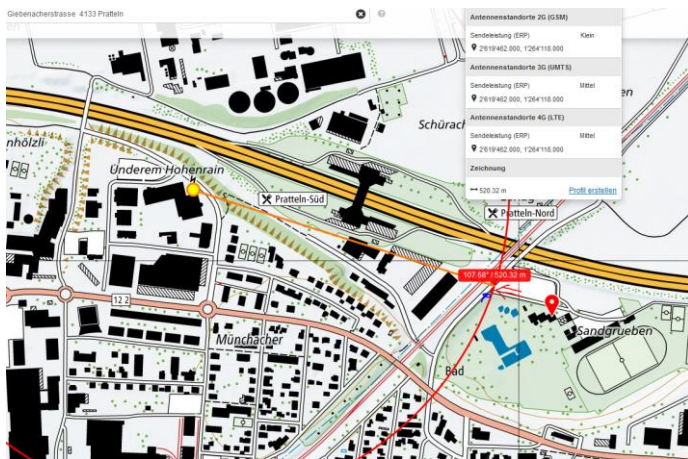 Giebenacherstrasse 4133 Pratteln
Antennenstandorte 2G (GSM)
Sendeleistung (ERP) Klein
2'619'462.000, 1'264'118.000
Antennenstandorte 3G (UMTS)
Sendeleistung (ERP) Mittel
2'619'462.000, 1'264'118.000
Antennenstandorte 4G (LTE)
Sendeleistung (ERP) Mittel
2'619'462.000, 1'264'118.000
Zeichnung
520.32 m Profil erstellen
Schürach
nhölzli
Underem Hohenrain
Pratteln-Süd
Pratteln-Nord
107.68° / 520.32 m
12 2
Münchacher
Sandgrueben
Bad